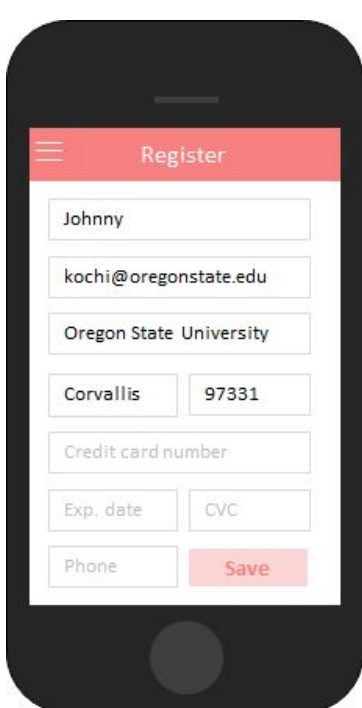 Register
Johnny
kochi@oregonstate.edu
Oregon State University
Corvallis 97331
Credit card number
Exp. date CVC
Phone Save